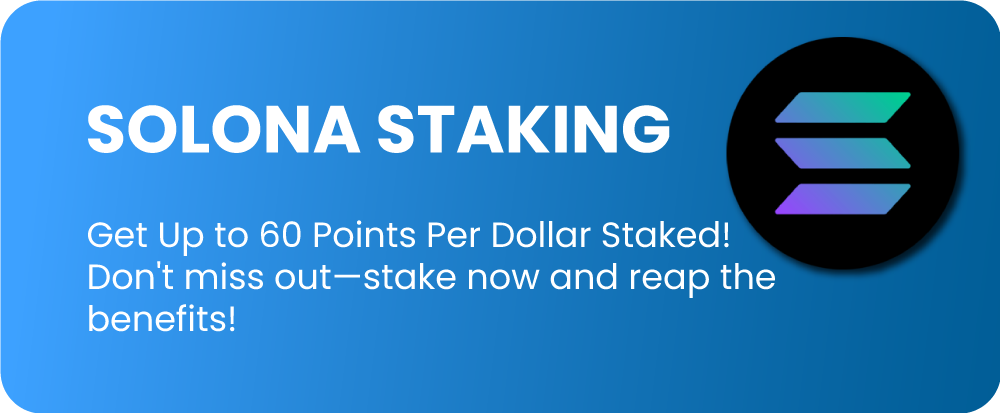 SOLONA STAKING
Get Up to 60 Points Per Dollar Staked!
Don't miss out—stake now and reap the
benefits!